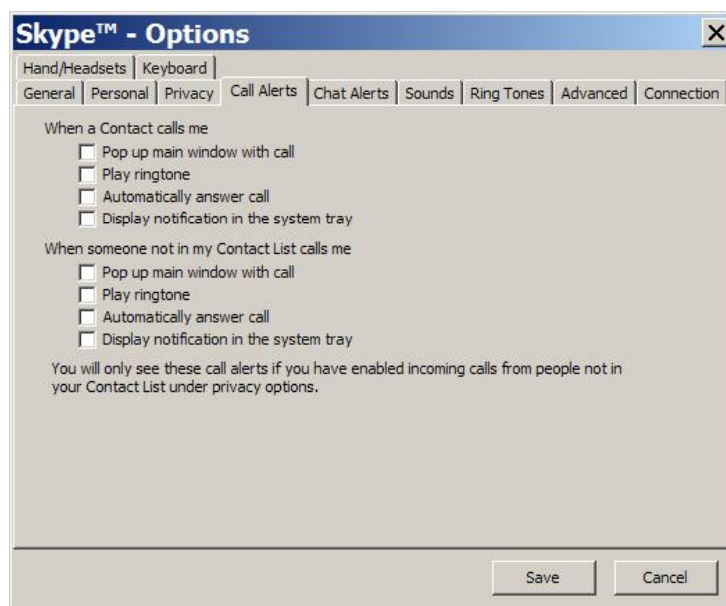 Skype™ - Options
Hand/Headsets Keyboard
General Personal Privacy Call Alerts Chat Alerts Sounds Ring Tones Advanced Connection
When a Contact calls me
Pop up main window with call
Play ringtone
Automatically answer call
Display notification in the system tray
When someone not in my Contact List calls me
Pop up main window with call
Play ringtone
Automatically answer call
Display notification in the system tray
You will only see these call alerts if you have enabled incoming calls from people not in
your Contact List under privacy options.
Save Cancel